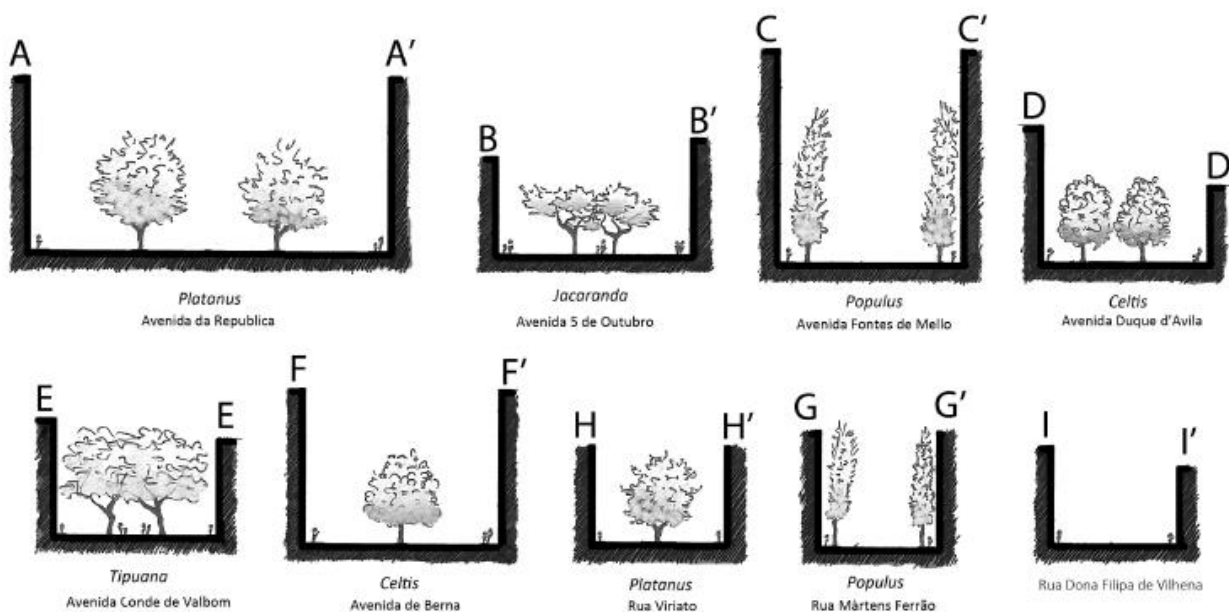 A A'
Platanus
Avenida da Republica
B B'
Jacaranda
Avenida 5 de Outubro
C C'
Populus
Avenida Fontes de Mello
D D
Celtis
Avenida Duque d'Avila
E E
Tipuana
Avenida Conde de Valbom
F F'
Celtis
Avenida de Berna
H H'
Platanus
Rua Viriato
G G'
Populus
Rua Màrtens Ferrão
I I'
Rua Dona Filipa de Vilhena